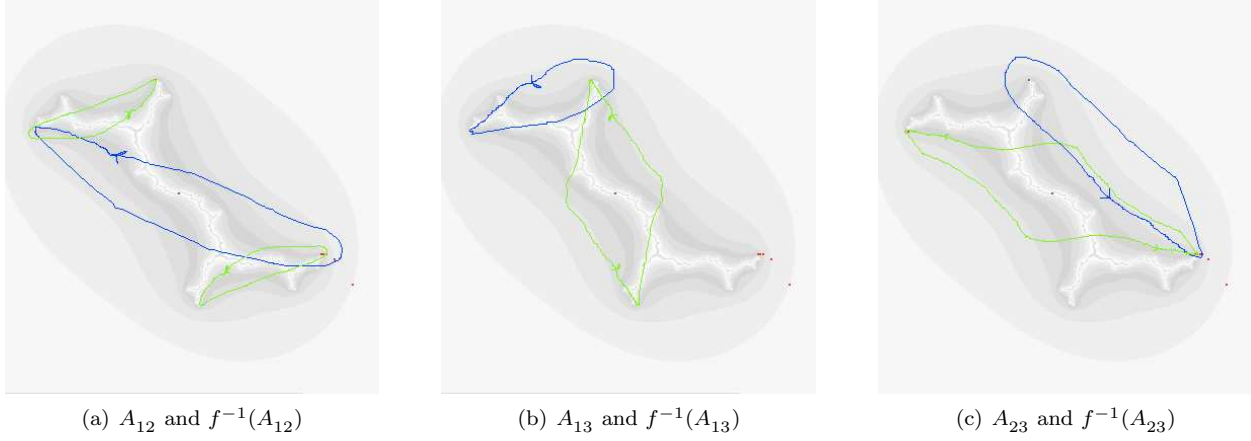 (a) A₁₂ and f⁻¹(A₁₂)
(b) A₁₃ and f⁻¹(A₁₃)
(c) A₂₃ and f⁻¹(A₂₃)